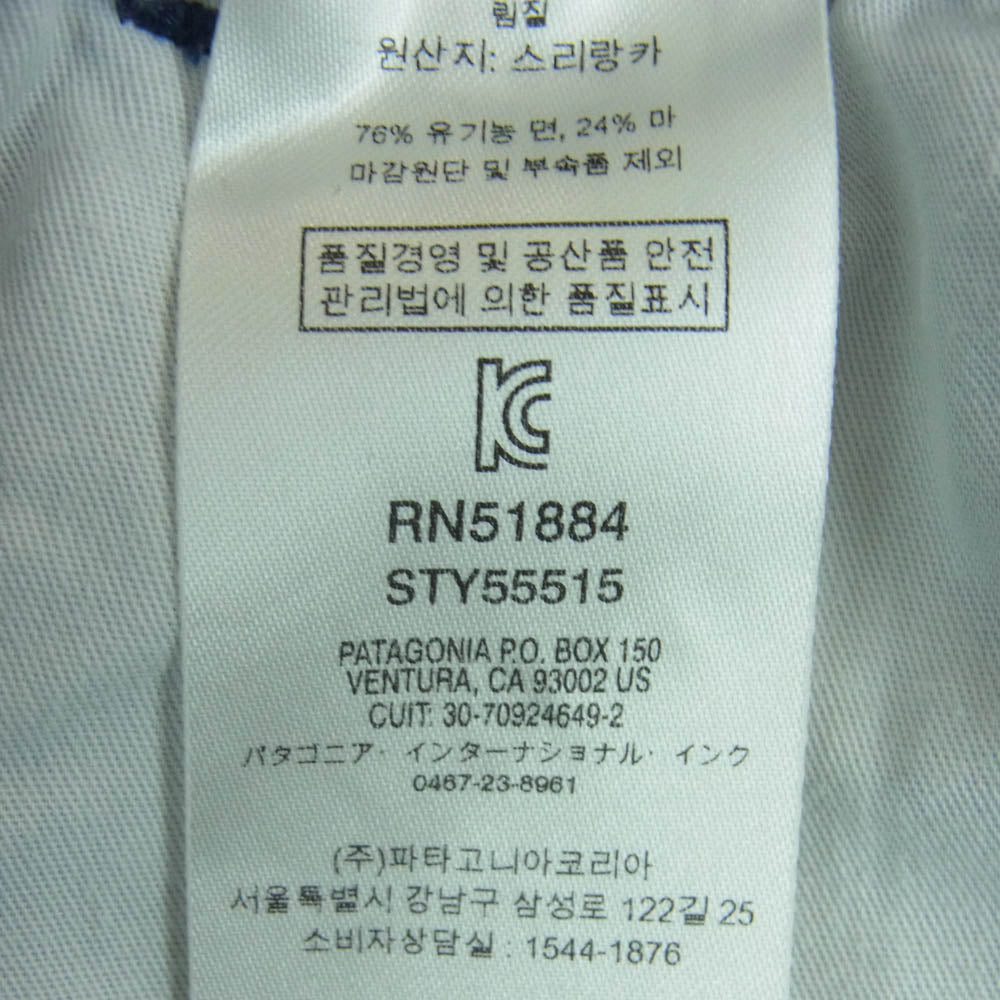 림질
원산지: 스리랑카
76% 유기농 면, 24% 마
마감원단 및 부속품 제외
품질경영 및 공산품 안전
관리법에 의한 품질표시
KC
RN51884
STY55515
PATAGONIA P.O. BOX 150
VENTURA, CA 93002 US
CUIT: 30-70924649-2
パタゴニア・インターナショナル・インク
0467-23-8961
(주)파타고니아코리아
서울특별시 강남구 삼성로 122길 25
소비자상담실 : 1544-1876